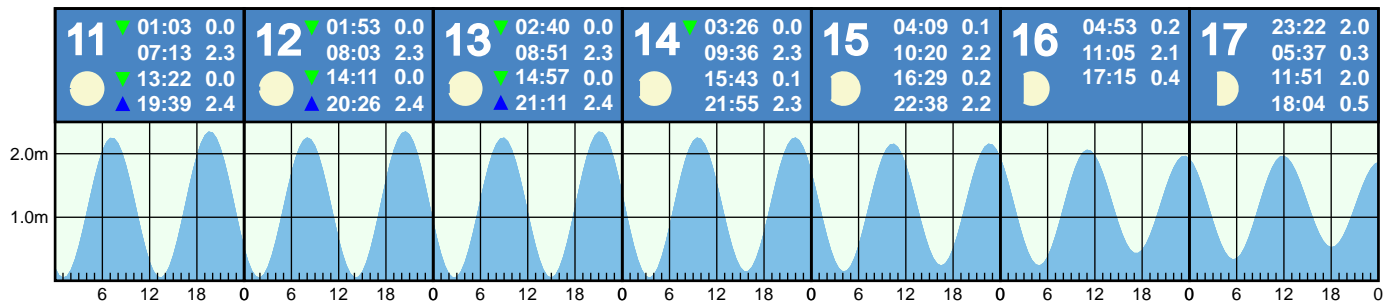 11 ▼ 01:03 0.0
07:13 2.3
▼ 13:22 0.0
▲ 19:39 2.4
12 ▼ 01:53 0.0
08:03 2.3
▼ 14:11 0.0
▲ 20:26 2.4
13 ▼ 02:40 0.0
08:51 2.3
▼ 14:57 0.0
▲ 21:11 2.4
14 ▼ 03:26 0.0
09:36 2.3
15:43 0.1
21:55 2.3
15 04:09 0.1
10:20 2.2
16:29 0.2
22:38 2.2
16 04:53 0.2
11:05 2.1
17:15 0.4
17 23:22 2.0
05:37 0.3
11:51 2.0
18:04 0.5
2.0m
1.0m
6 12 18 0 6 12 18 0 6 12 18 0 6 12 18 0 6 12 18 0 6 12 18 0 6 12 18 0